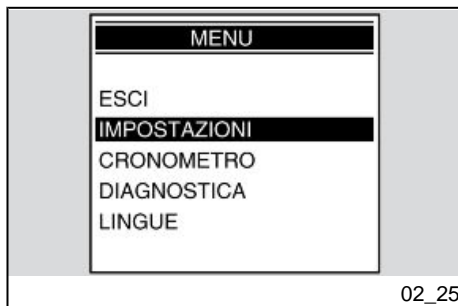 MENU
ESCI
IMPOSTAZIONI
CRONOMETRO
DIAGNOSTICA
LINGUE
02_25